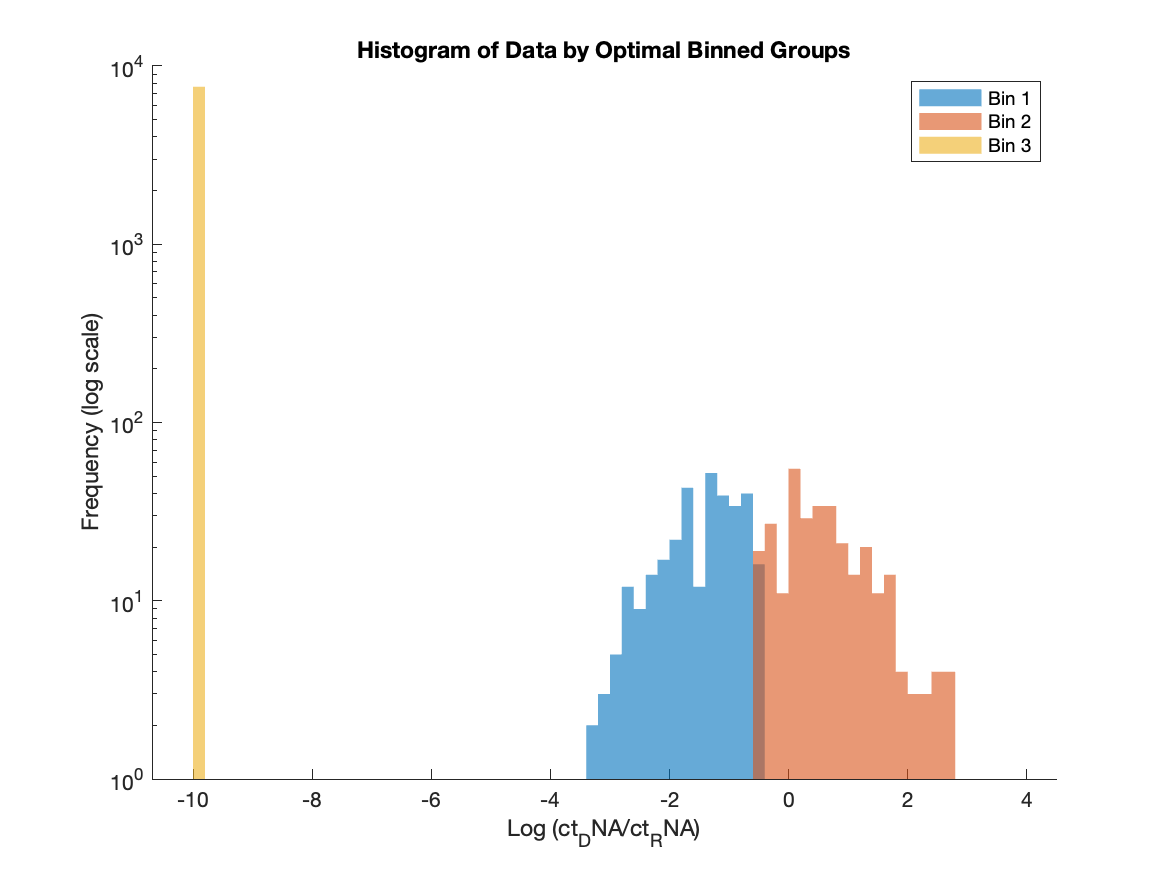 Histogram of Data by Optimal Binned Groups
Bin 1
Bin 2
Bin 3
Frequency (log scale)
10^4
10^3
10^2
10^1
10^0
-10 -8 -6 -4 -2 0 2 4
Log (ct_DNA/ct_RNA)